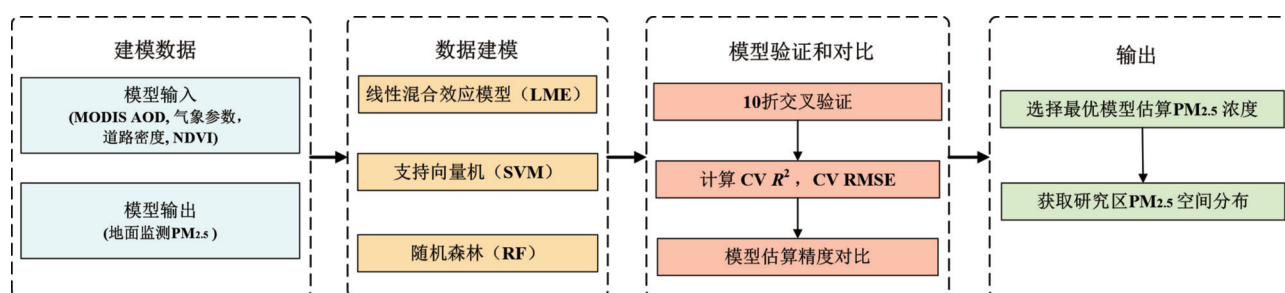 建模数据
模型输入
(MODIS AOD, 气象参数,
道路密度, NDVI)
模型输出
(地面监测PM2.5 )
数据建模
线性混合效应模型（LME）
支持向量机（SVM）
随机森林（RF）
模型验证和对比
10折交叉验证
计算 CV R²， CV RMSE
模型估算精度对比
输出
选择最优模型估算PM2.5 浓度
获取研究区PM2.5 空间分布